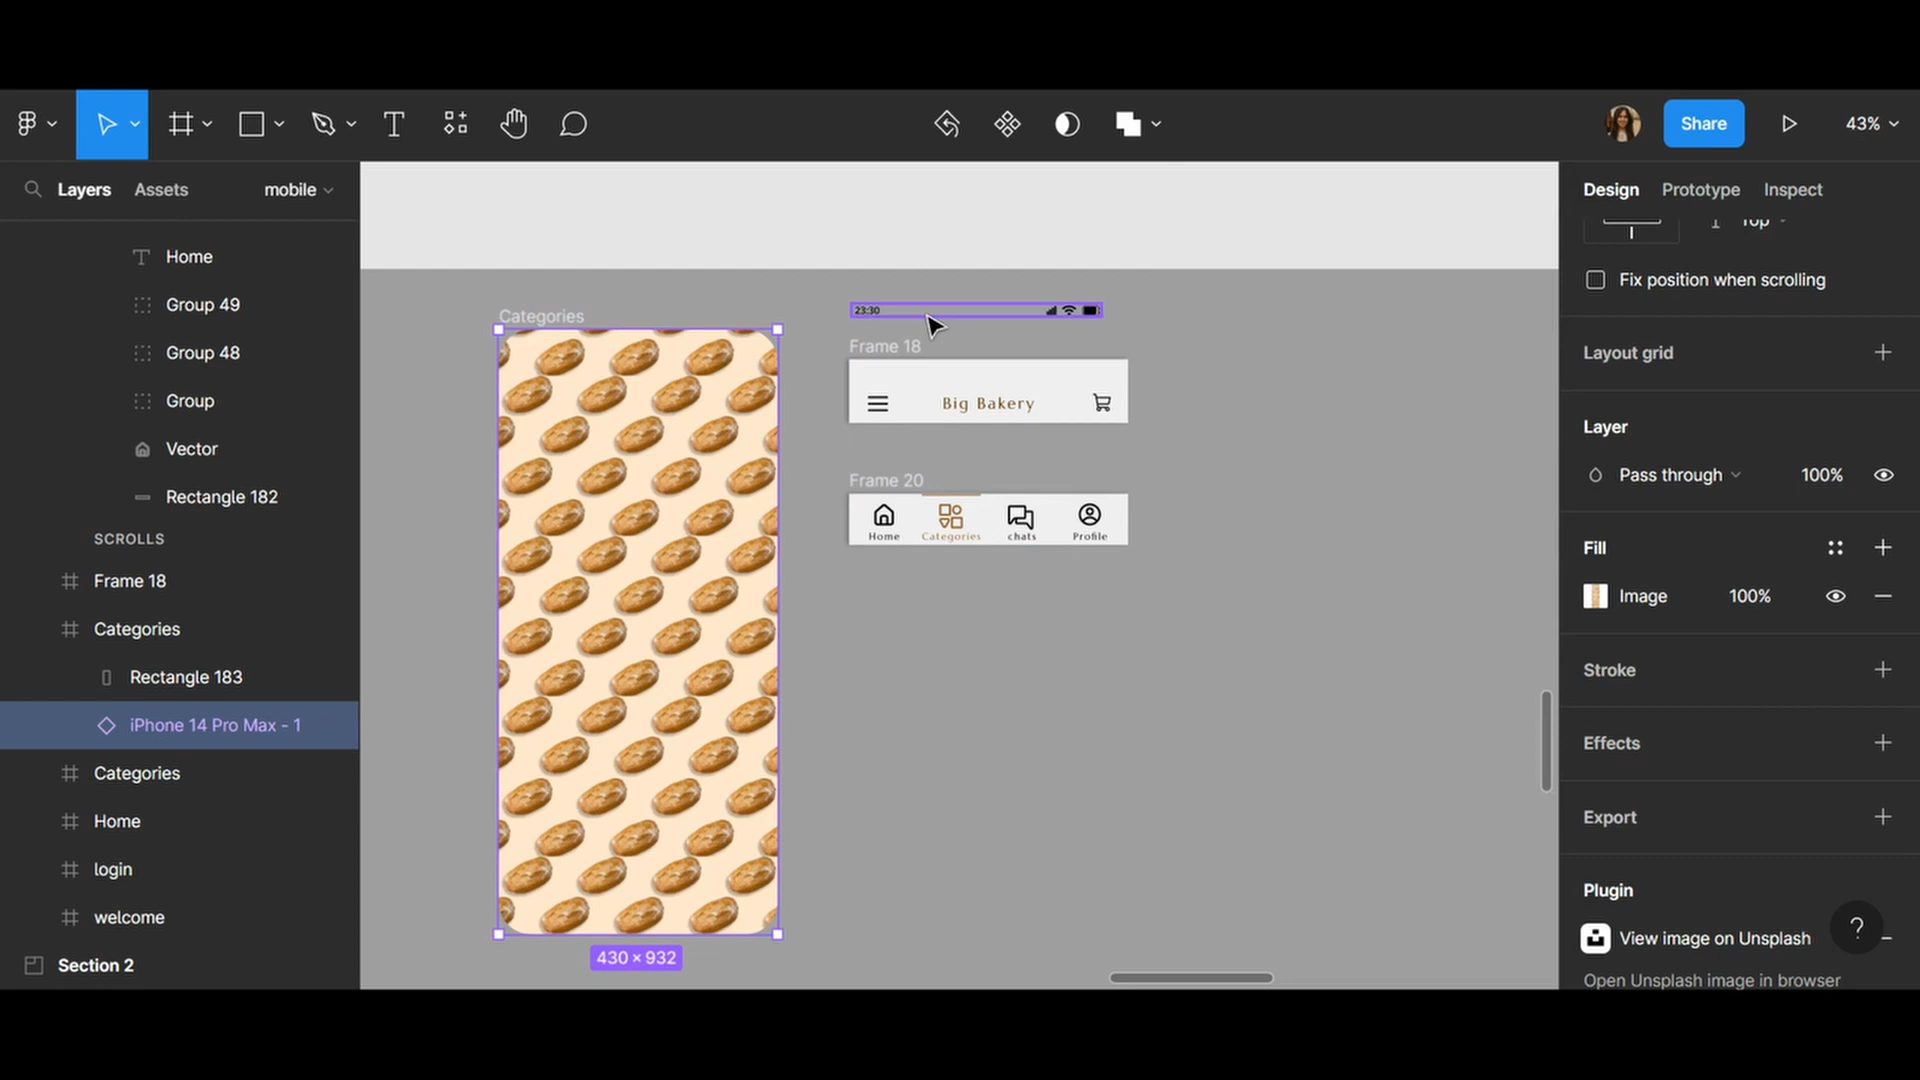 Share
43%
Layers
Assets
mobile
Home
Group 49
Group 48
Group
Vector
Rectangle 182
SCROLLS
Frame 18
Categories
Rectangle 183
iPhone 14 Pro Max - 1
Categories
Home
login
welcome
Section 2
Categories
430 × 932
23:30
Frame 18
Big Bakery
Frame 20
Home
Categories
chats
Profile
Design
Prototype
Inspect
Top
Fix position when scrolling
Layout grid
Layer
Pass through
100%
Fill
Image
100%
Stroke
Effects
Export
Plugin
View image on Unsplash
?
Open Unsplash image in browser